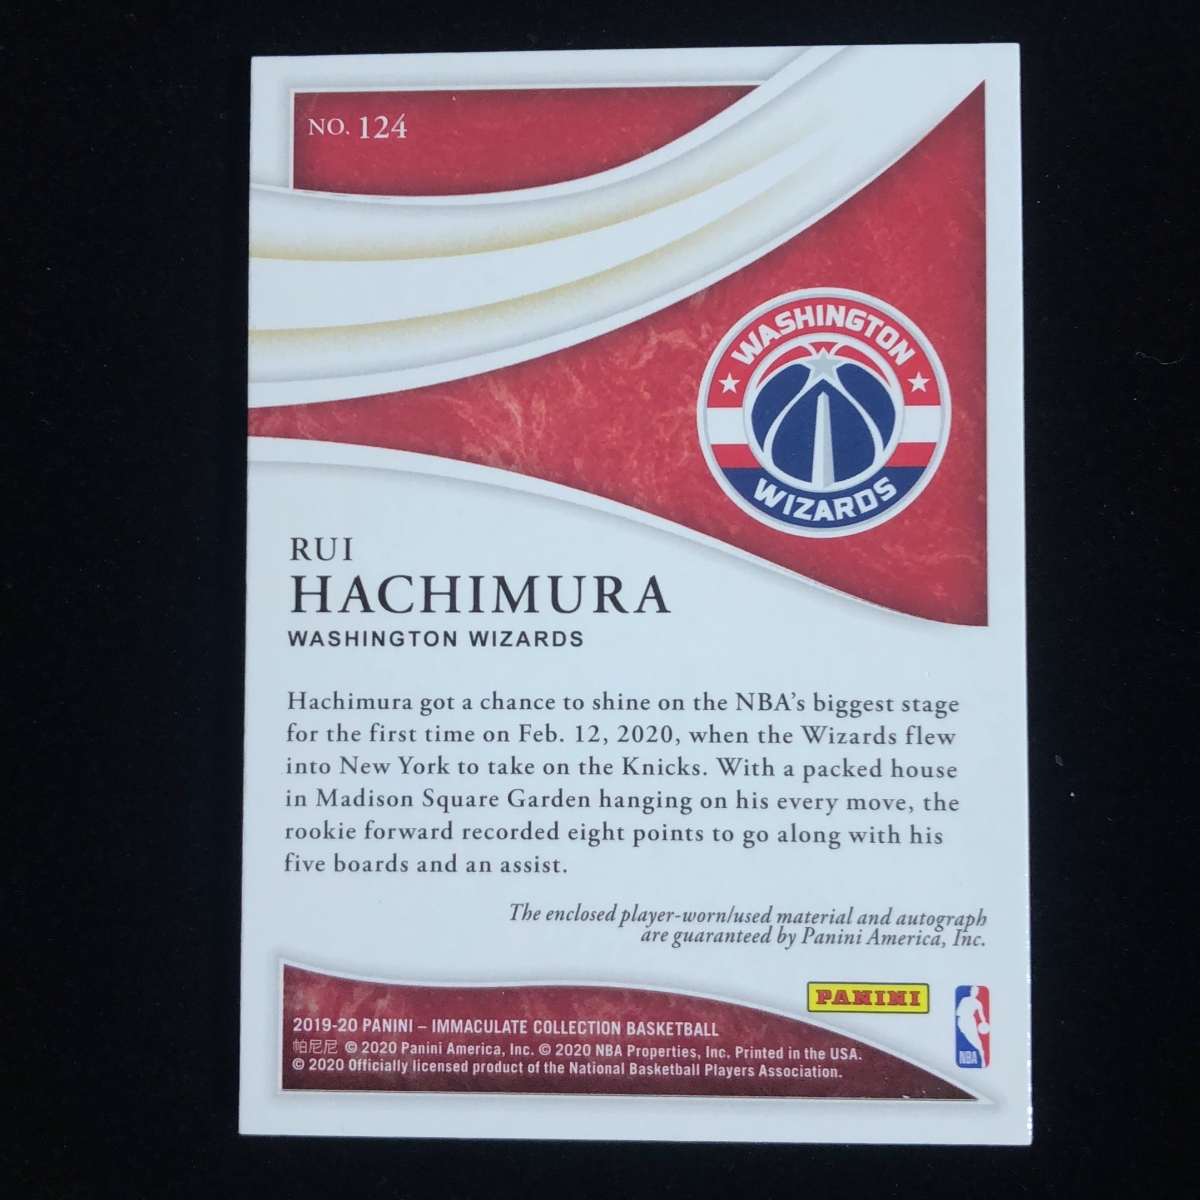 NO. 124
WASHINGTON
WIZARDS
RUI
HACHIMURA
WASHINGTON WIZARDS
Hachimura got a chance to shine on the NBA's biggest stage
for the first time on Feb. 12, 2020, when the Wizards flew
into New York to take on the Knicks. With a packed house
in Madison Square Garden hanging on his every move, the
rookie forward recorded eight points to go along with his
five boards and an assist.
The enclosed player-worn/used material and autograph
are guaranteed by Panini America, Inc.
PANINI
NBA
2019-20 PANINI – IMMACULATE COLLECTION BASKETBALL
帕尼尼 © 2020 Panini America, Inc. © 2020 NBA Properties, Inc. Printed in the USA.
© 2020 Officially licensed product of the National Basketball Players Association.